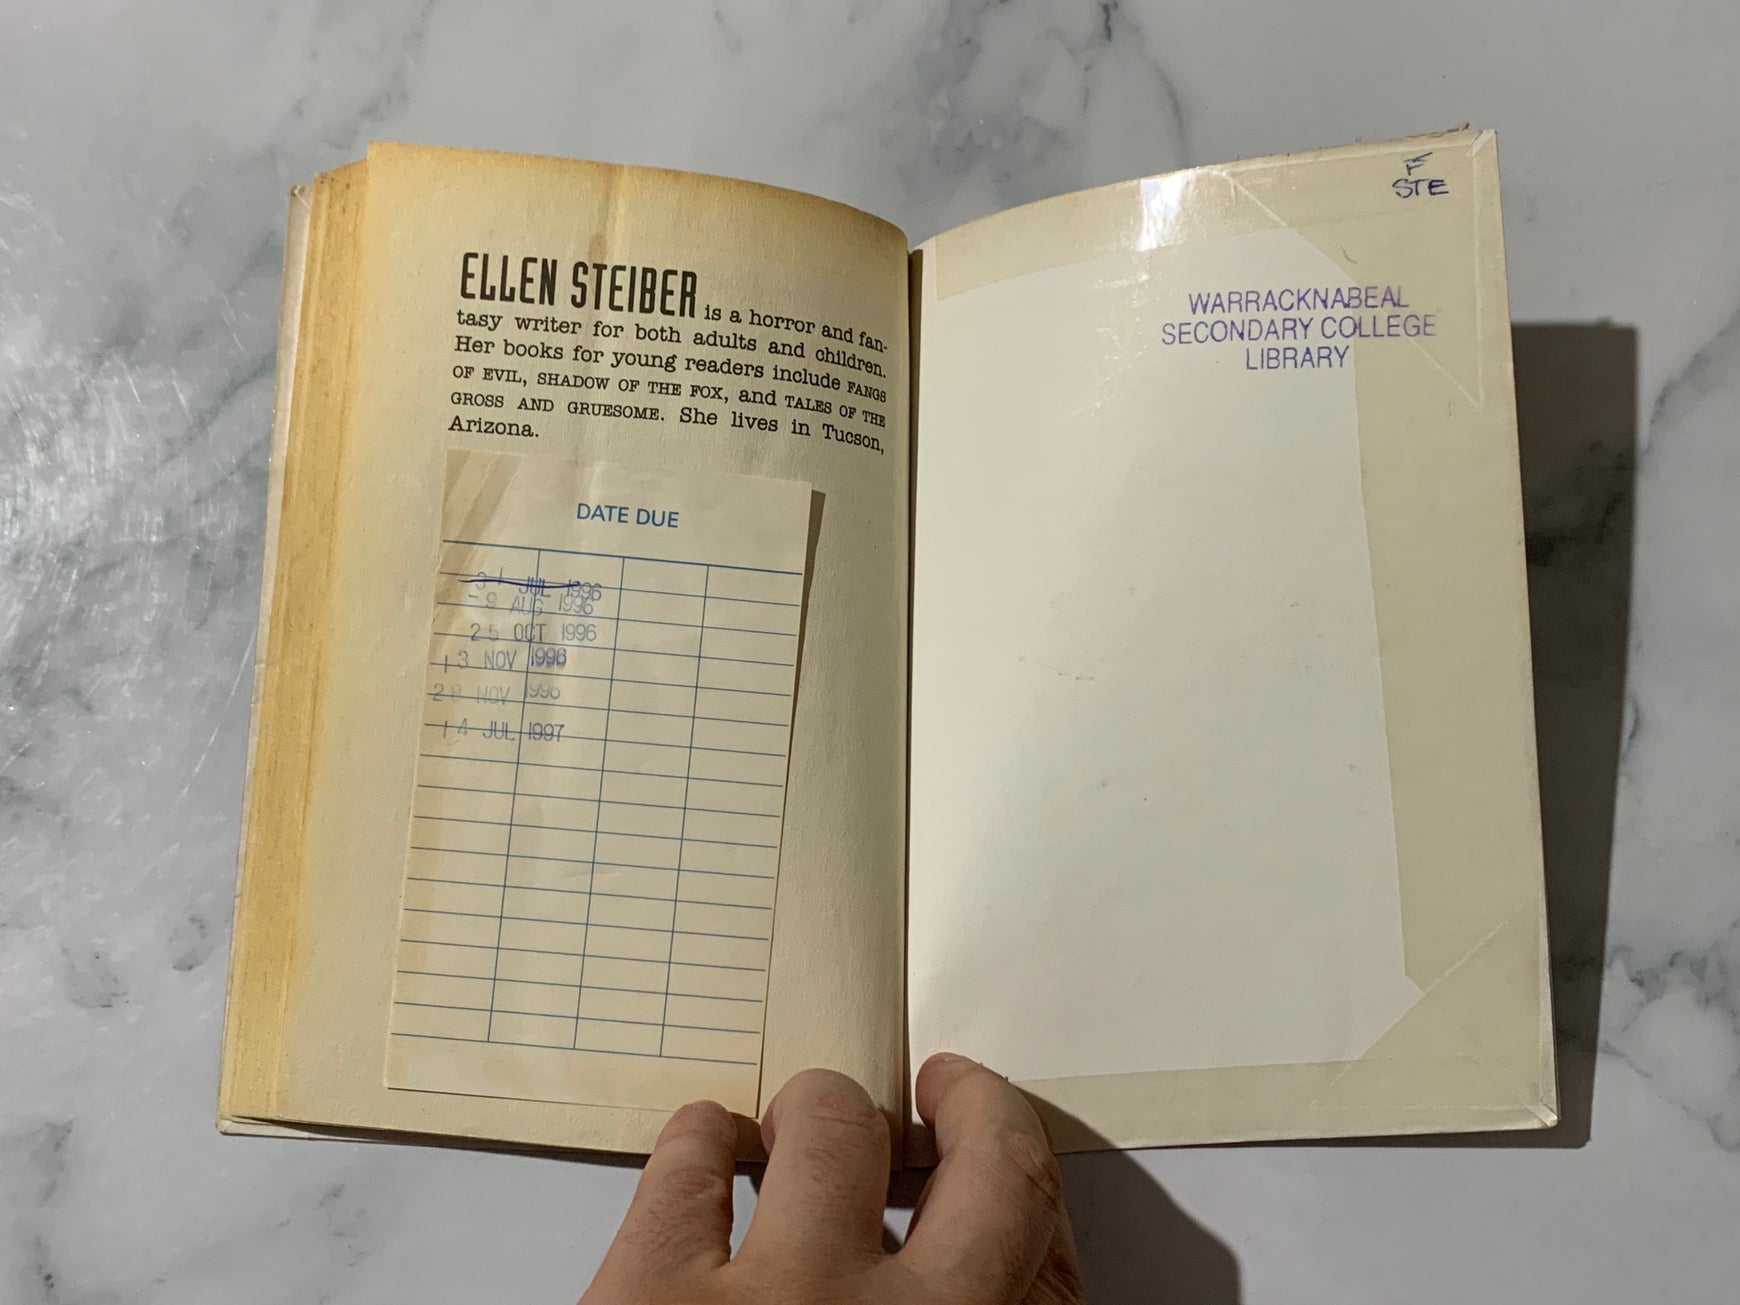 ELLEN STEIBER is a horror and fan-
tasy writer for both adults and children.
Her books for young readers include FANGS
OF EVIL, SHADOW OF THE FOX, and TALES OF THE
GROSS AND GRUESOME. She lives in Tucson,
Arizona.
DATE DUE
31 JUL 1996
-9 AUG 1996
25 OCT 1996
13 NOV 1996
28 NOV 1996
14 JUL 1997
F
STE
WARRACKNABEAL
SECONDARY COLLEGE
LIBRARY